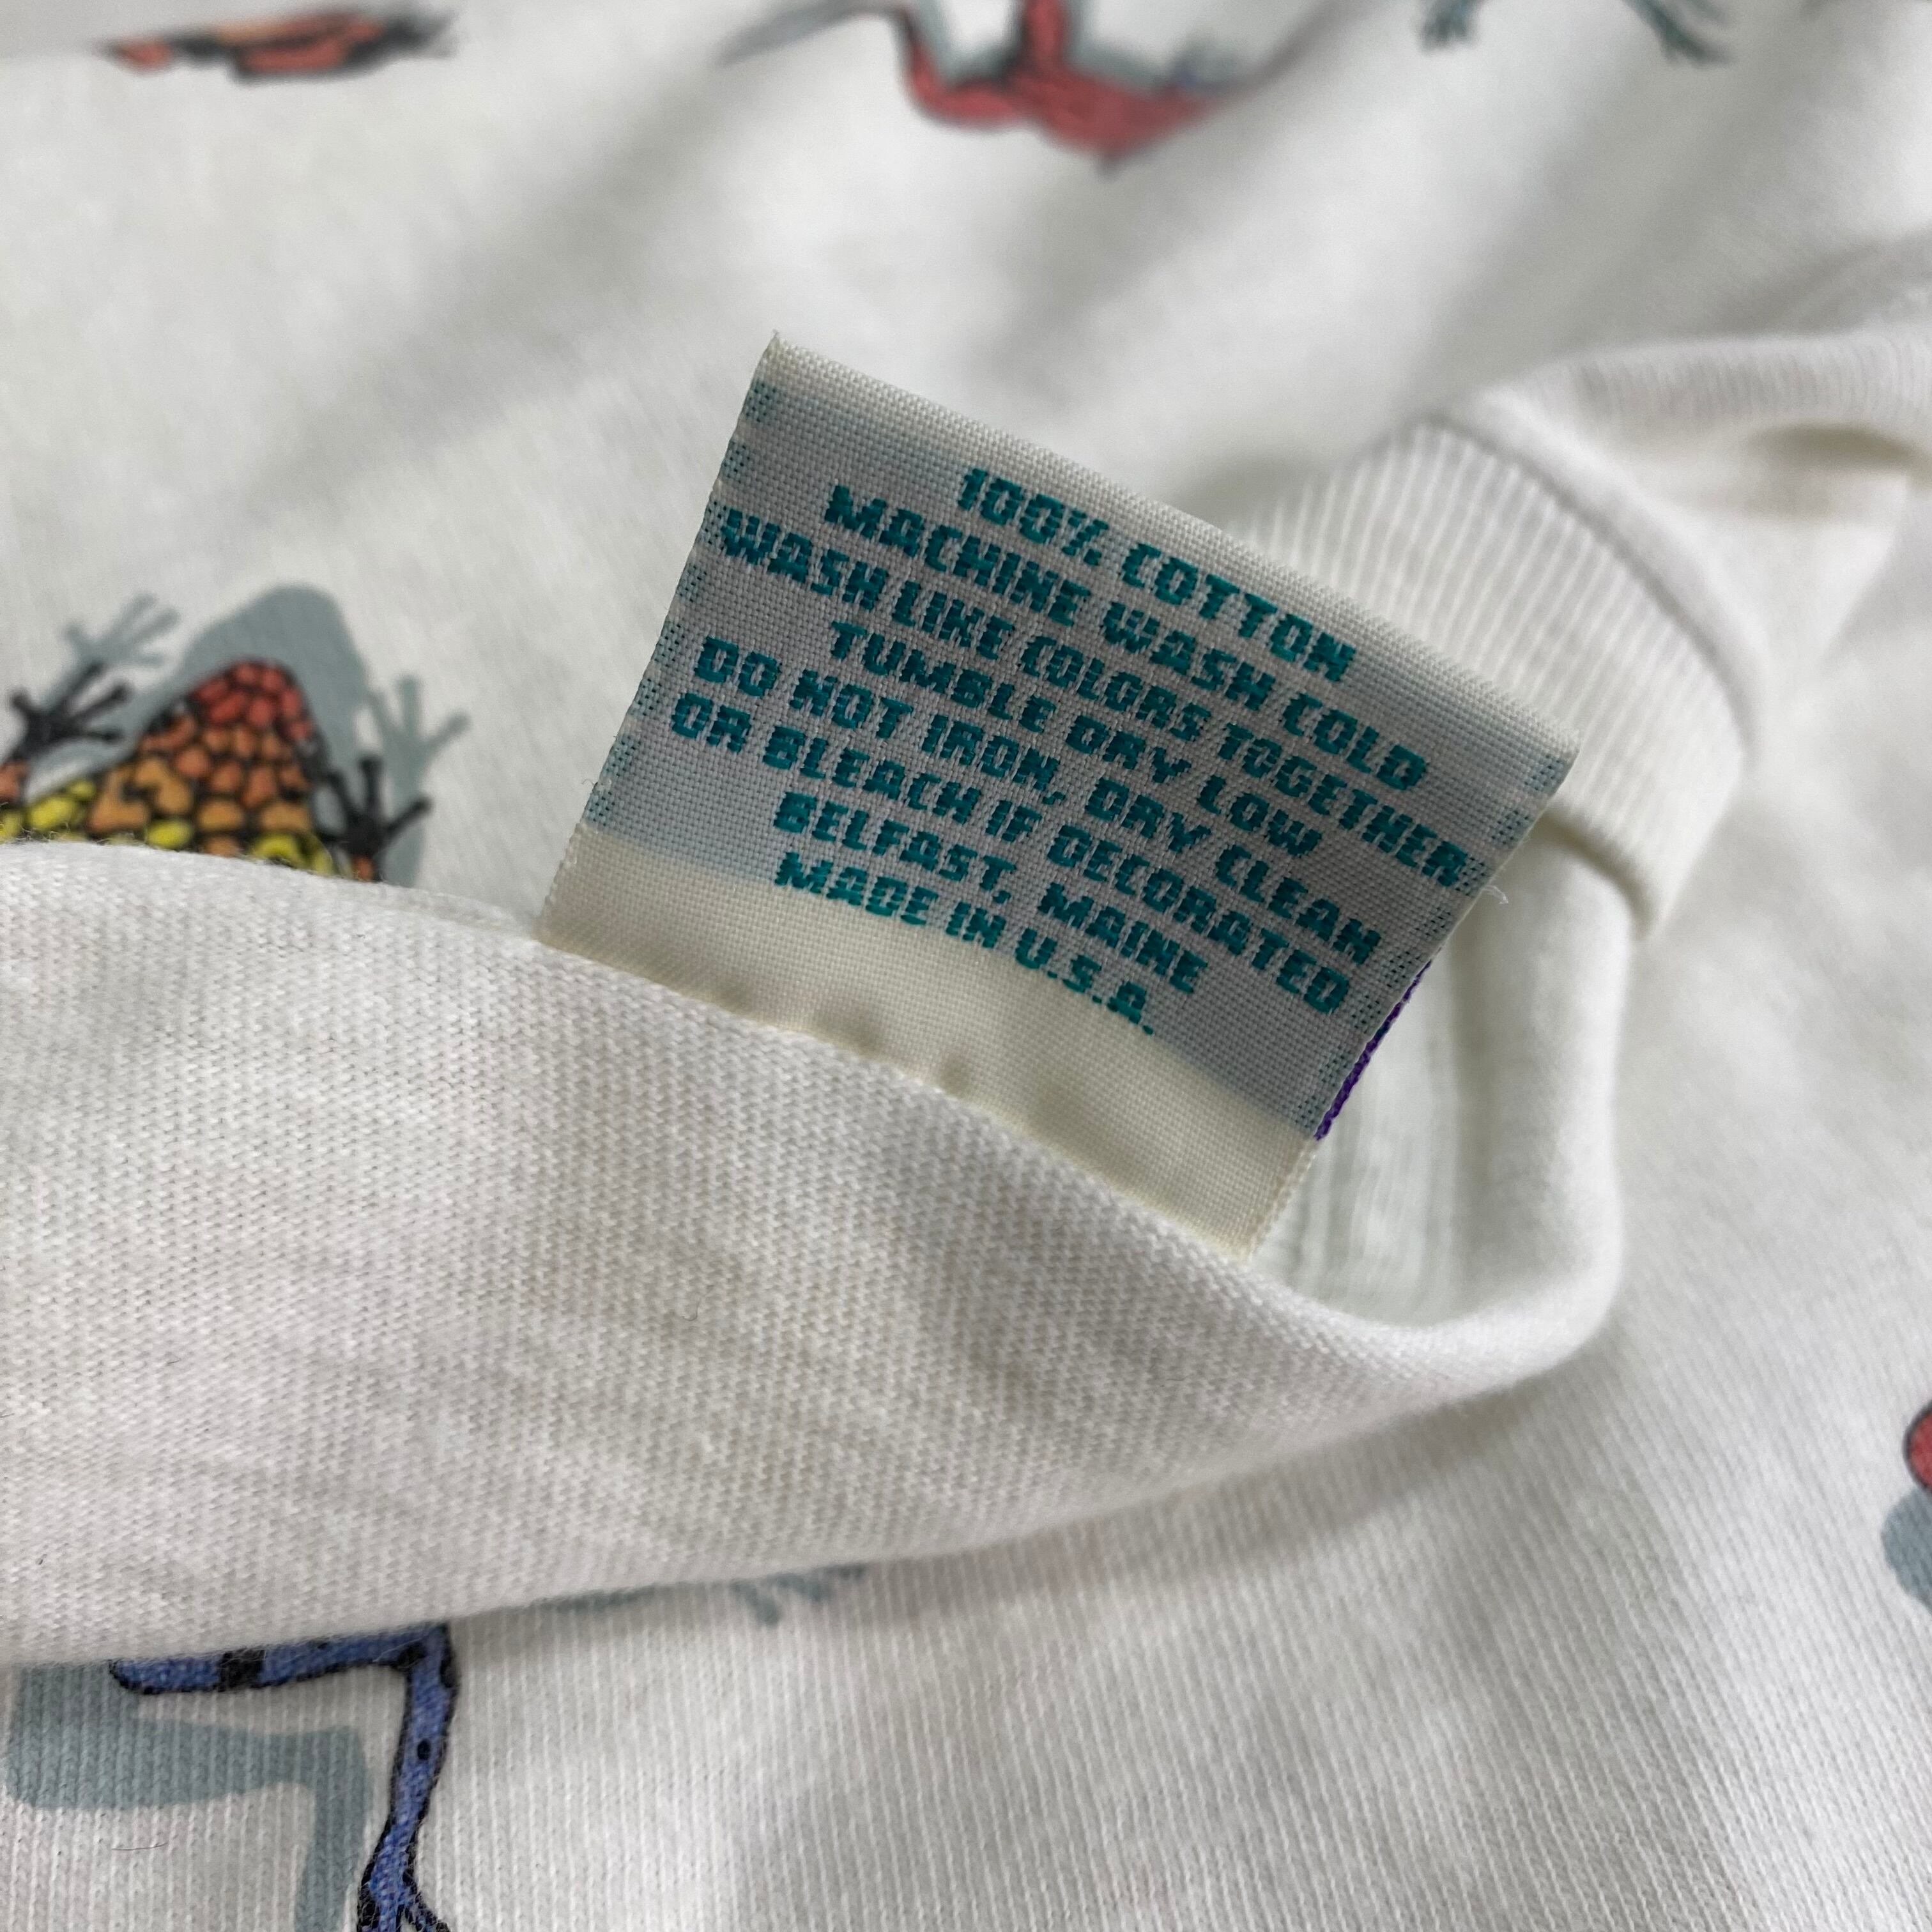 100% COTTON
MACHINE WASH COLD
WASH LIKE COLORS TOGETHER
TUMBLE DRY LOW
DO NOT IRON, DRY CLEAN
OR BLEACH IF DECORATED
BELFAST, MAINE
MADE IN U.S.A.